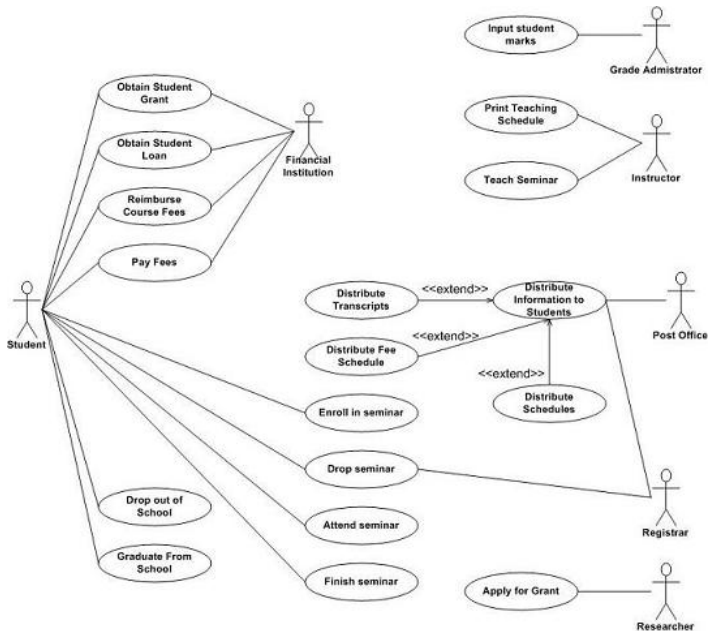 Input student
marks
Grade Admistrator
Obtain Student
Grant
Print Teaching
Schedule
Financial
Institution
Obtain Student
Loan
Instructor
Teach Seminar
Reimburse
Course Fees
Pay Fees
<<extend>>
Distribute
Transcripts
Distribute
Information to
Students
Post Office
Student
<<extend>>
Distribute Fee
Schedule
<<extend>>
Distribute
Schedules
Enroll in seminar
Drop seminar
Drop out of
School
Attend seminar
Registrar
Graduate From
School
Finish seminar
Apply for Grant
Researcher